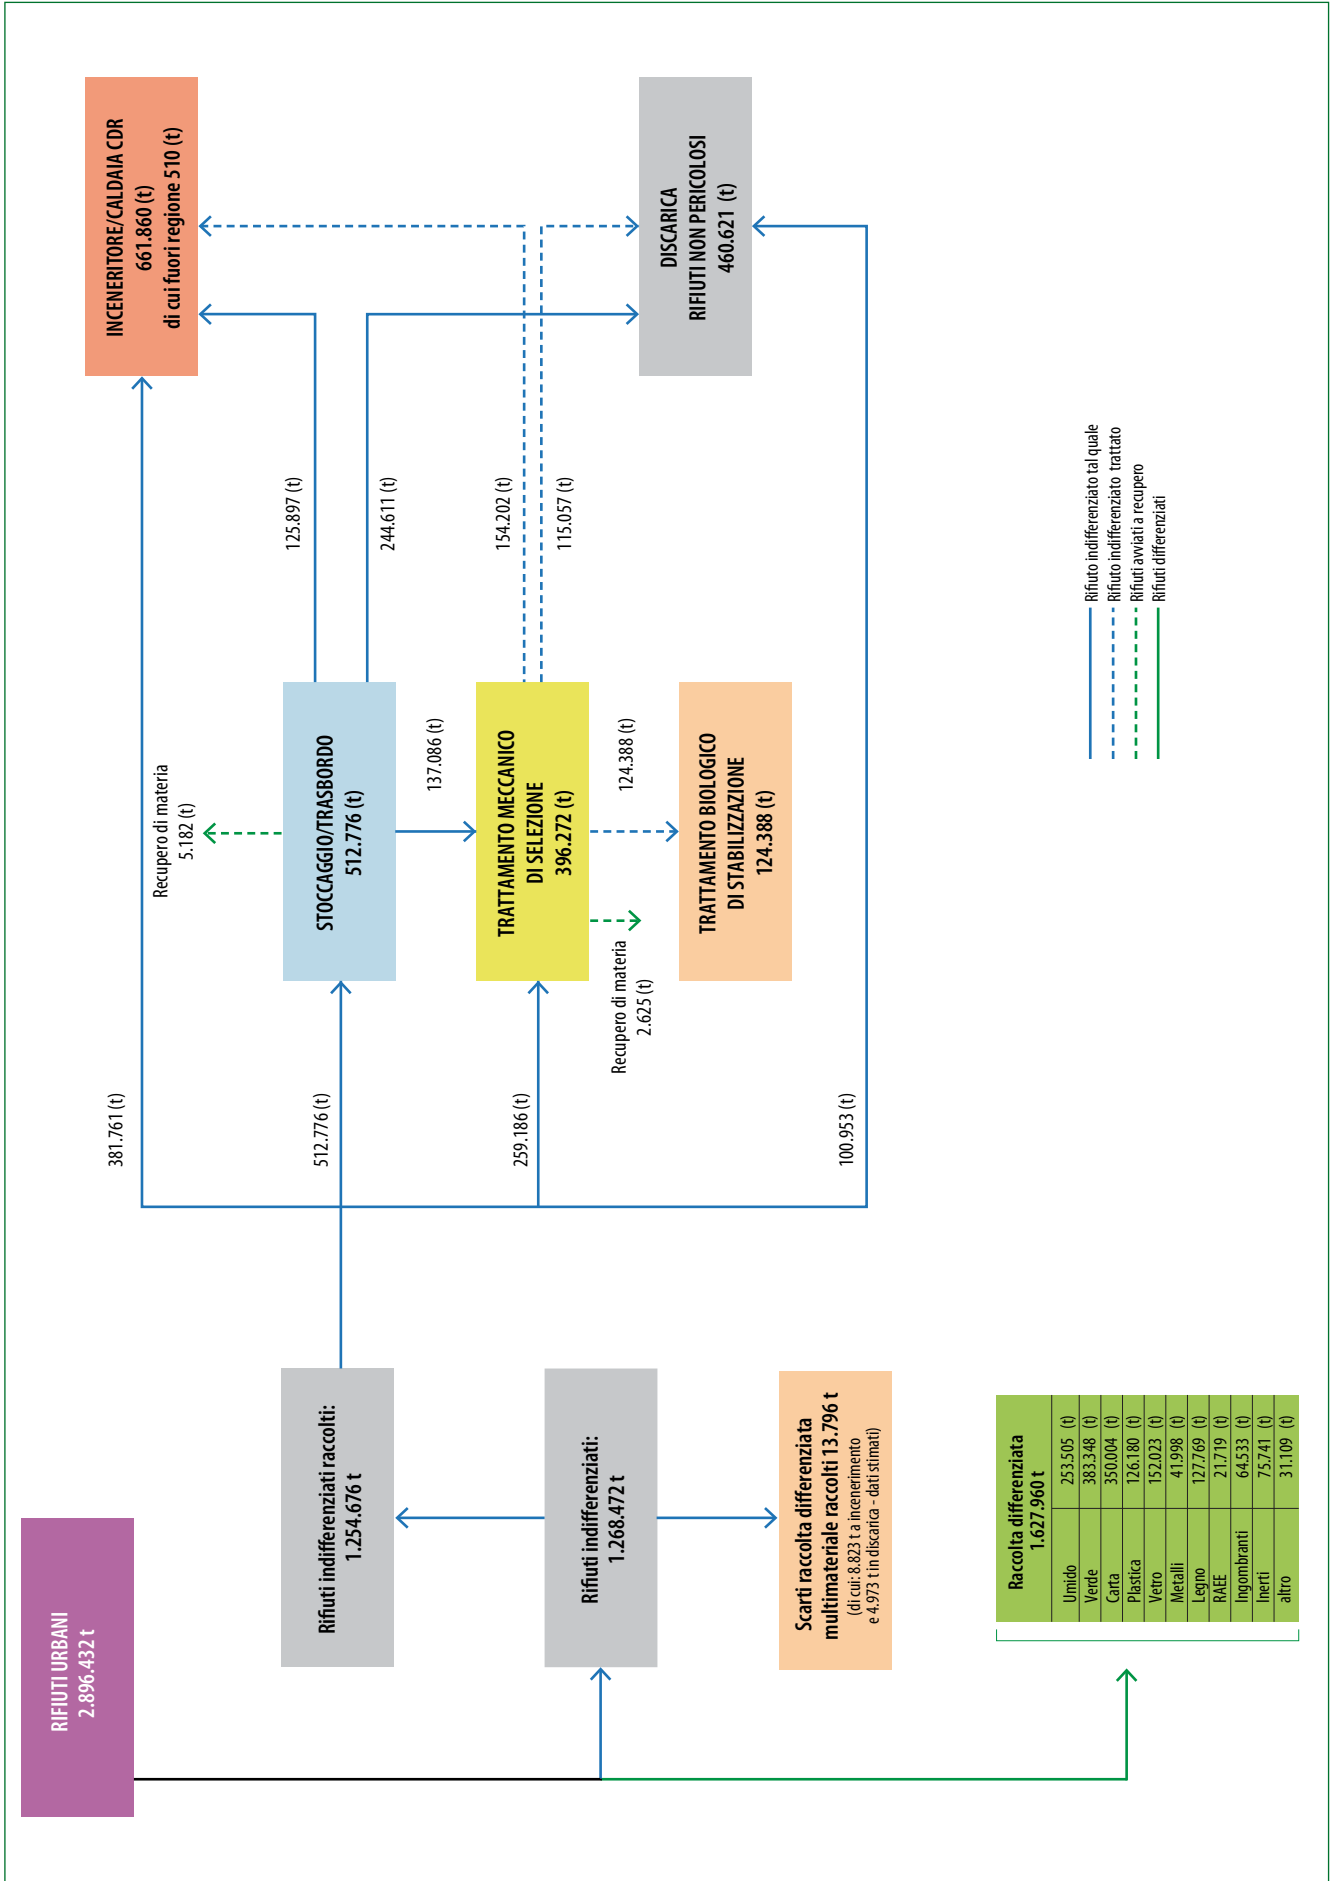 RIFIUTI URBANI
2.896.432 t
Rifiuti indifferenziati raccolti:
1.254.676 t
Rifiuti indifferenziati:
1.268.472 t
Scarti raccolta differenziata
multimateriale raccolti 13.796 t
(di cui: 8.823 t a incenerimento
e 4.973 t in discarica - dati stimati)
Raccolta differenziata
1.627.960 t
Umido 253.505 (t)
Verde 383.348 (t)
Carta 350.004 (t)
Plastica 126.180 (t)
Vetro 152.023 (t)
Metalli 41.998 (t)
Legno 127.769 (t)
RAEE 21.719 (t)
Ingombranti 64.533 (t)
Inerti 75.741 (t)
altro 31.109 (t)
381.761 (t)
512.776 (t)
259.186 (t)
100.953 (t)
Recupero di materia
5.182 (t)
STOCCAGGIO/TRASBORDO
512.776 (t)
137.086 (t)
TRATTAMENTO MECCANICO
DI SELEZIONE
396.272 (t)
Recupero di materia
2.625 (t)
124.388 (t)
TRATTAMENTO BIOLOGICO
DI STABILIZZAZIONE
124.388 (t)
125.897 (t)
244.611 (t)
154.202 (t)
115.057 (t)
INCENERITORE/CALDAIA CDR
661.860 (t)
di cui fuori regione 510 (t)
DISCARICA
RIFIUTI NON PERICOLOSI
460.621 (t)
Rifiuto indifferenziato tal quale
Rifiuto indifferenziato trattato
Rifiuti avviati a recupero
Rifiuti differenziati